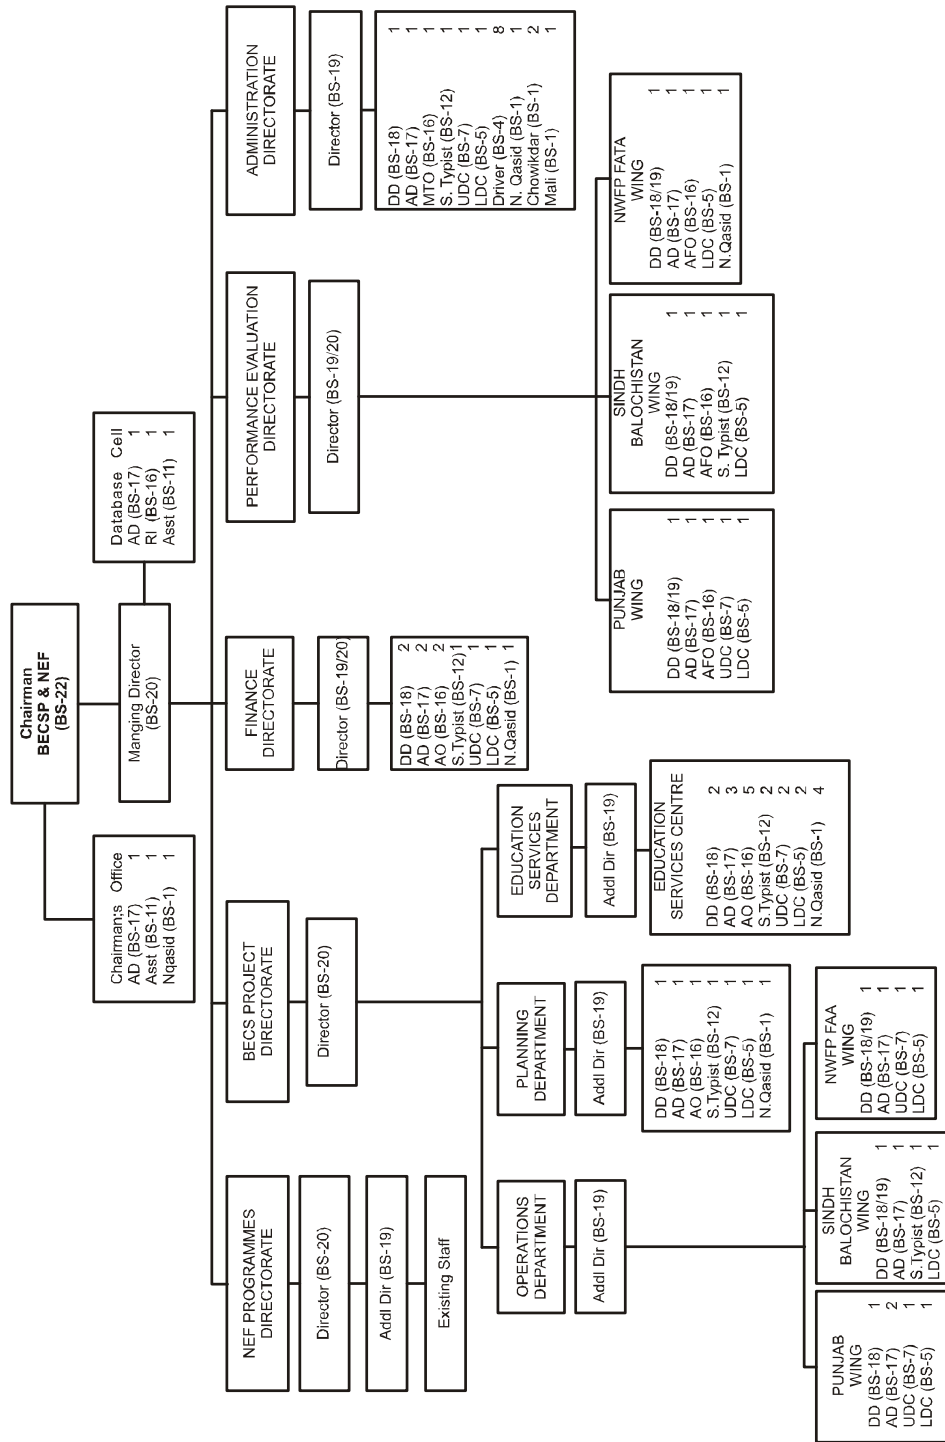 Chairman
BECSP & NEF
(BS-22)
Chairman;s Office
AD (BS-17) 1
Asst (BS-11) 1
Nqasid (BS-1) 1
Manging Director
(BS-20)
Database Cell
AD (BS-17) 1
RI (BS-16) 1
Asst (BS-11) 1
NEF PROGRAMMES
DIRECTORATE
Director (BS-20)
Addl Dir (BS-19)
Existing Staff
BECS PROJECT
DIRECTORATE
Director (BS-20)
OPERATIONS
DEPARTMENT
Addl Dir (BS-19)
PUNJAB
WING
DD (BS-18) 1
AD (BS-17) 2
UDC (BS-7) 1
LDC (BS-5) 1
SINDH
BALOCHISTAN
WING
DD (BS-18/19) 1
AD (BS-17) 1
S.Typist (BS-12) 1
LDC (BS-5) 1
NWFP FAA
WING
DD (BS-18/19) 1
AD (BS-17) 1
UDC (BS-7) 1
LDC (BS-5) 1
PLANNING
DEPARTMENT
Addl Dir (BS-19)
DD (BS-18) 1
AD (BS-17) 1
AO (BS-16) 1
S.Typist (BS-12) 1
UDC (BS-7) 1
LDC (BS-5) 1
N.Qasid (BS-1) 1
EDUCATION
SERVICES
DEPARTMENT
Addl Dir (BS-19)
EDUCATION
SERVICES CENTRE
DD (BS-18) 2
AD (BS-17) 3
AO (BS-16) 5
S.Typist (BS-12) 2
UDC (BS-7) 2
LDC (BS-5) 2
N.Qasid (BS-1) 4
FINANCE
DIRECTORATE
Director (BS-19/20)
DD (BS-18) 2
AD (BS-17) 2
AO (BS-16) 2
S.Typist (BS-12) 1
UDC (BS-7) 1
LDC (BS-5) 1
N.Qasid (BS-1) 1
PERFORMANCE EVALUATION
DIRECTORATE
Director (BS-19/20)
PUNJAB
WING
DD (BS-18/19) 1
AD (BS-17) 1
AFO (BS-16) 1
UDC (BS-7) 1
LDC (BS-5) 1
SINDH
BALOCHISTAN
WING
DD (BS-18/19) 1
AD (BS-17) 1
AFO (BS-16) 1
S. Typist (BS-12) 1
LDC (BS-5) 1
NWFP FATA
WING
DD (BS-18/19) 1
AD (BS-17) 1
AFO (BS-16) 1
LDC (BS-5) 1
N.Qasid (BS-1) 1
ADMINISTRATION
DIRECTORATE
Director (BS-19)
DD (BS-18) 1
AD (BS-17) 1
MTO (BS-16) 1
S. Typist (BS-12) 1
UDC (BS-7) 1
LDC (BS-5) 1
Driver (BS-4) 8
N. Qasid (BS-1) 1
Chowikdar (BS-1) 2
Mali (BS-1) 1